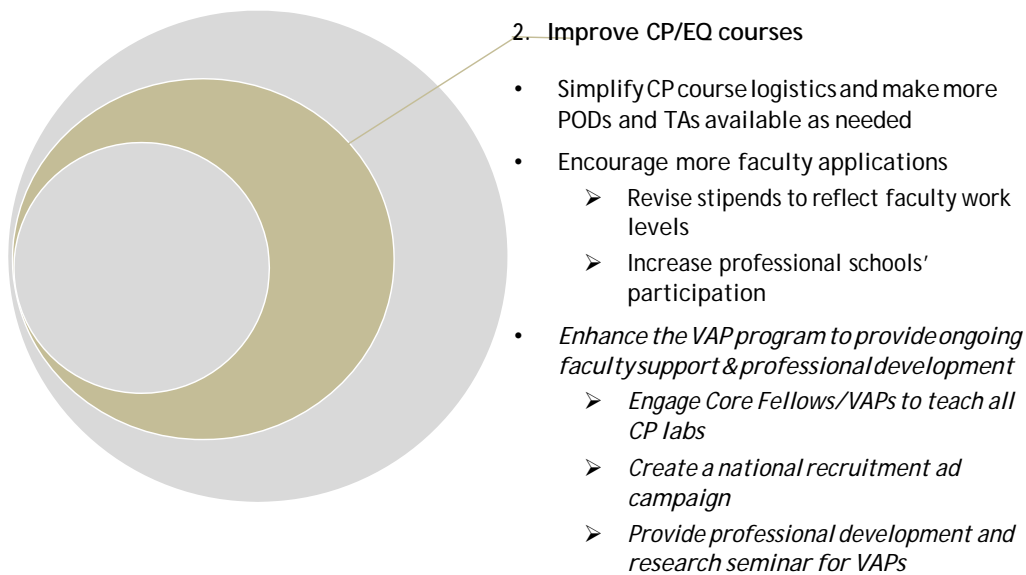 2. Improve CP/EQ courses
• Simplify CP course logistics and make more
PODs and TAs available as needed
• Encourage more faculty applications
➢ Revise stipends to reflect faculty work
levels
➢ Increase professional schools’
participation
• Enhance the VAP program to provide ongoing
faculty support & professional development
➢ Engage Core Fellows/VAPs to teach all
CP labs
➢ Create a national recruitment ad
campaign
➢ Provide professional development and
research seminar for VAPs